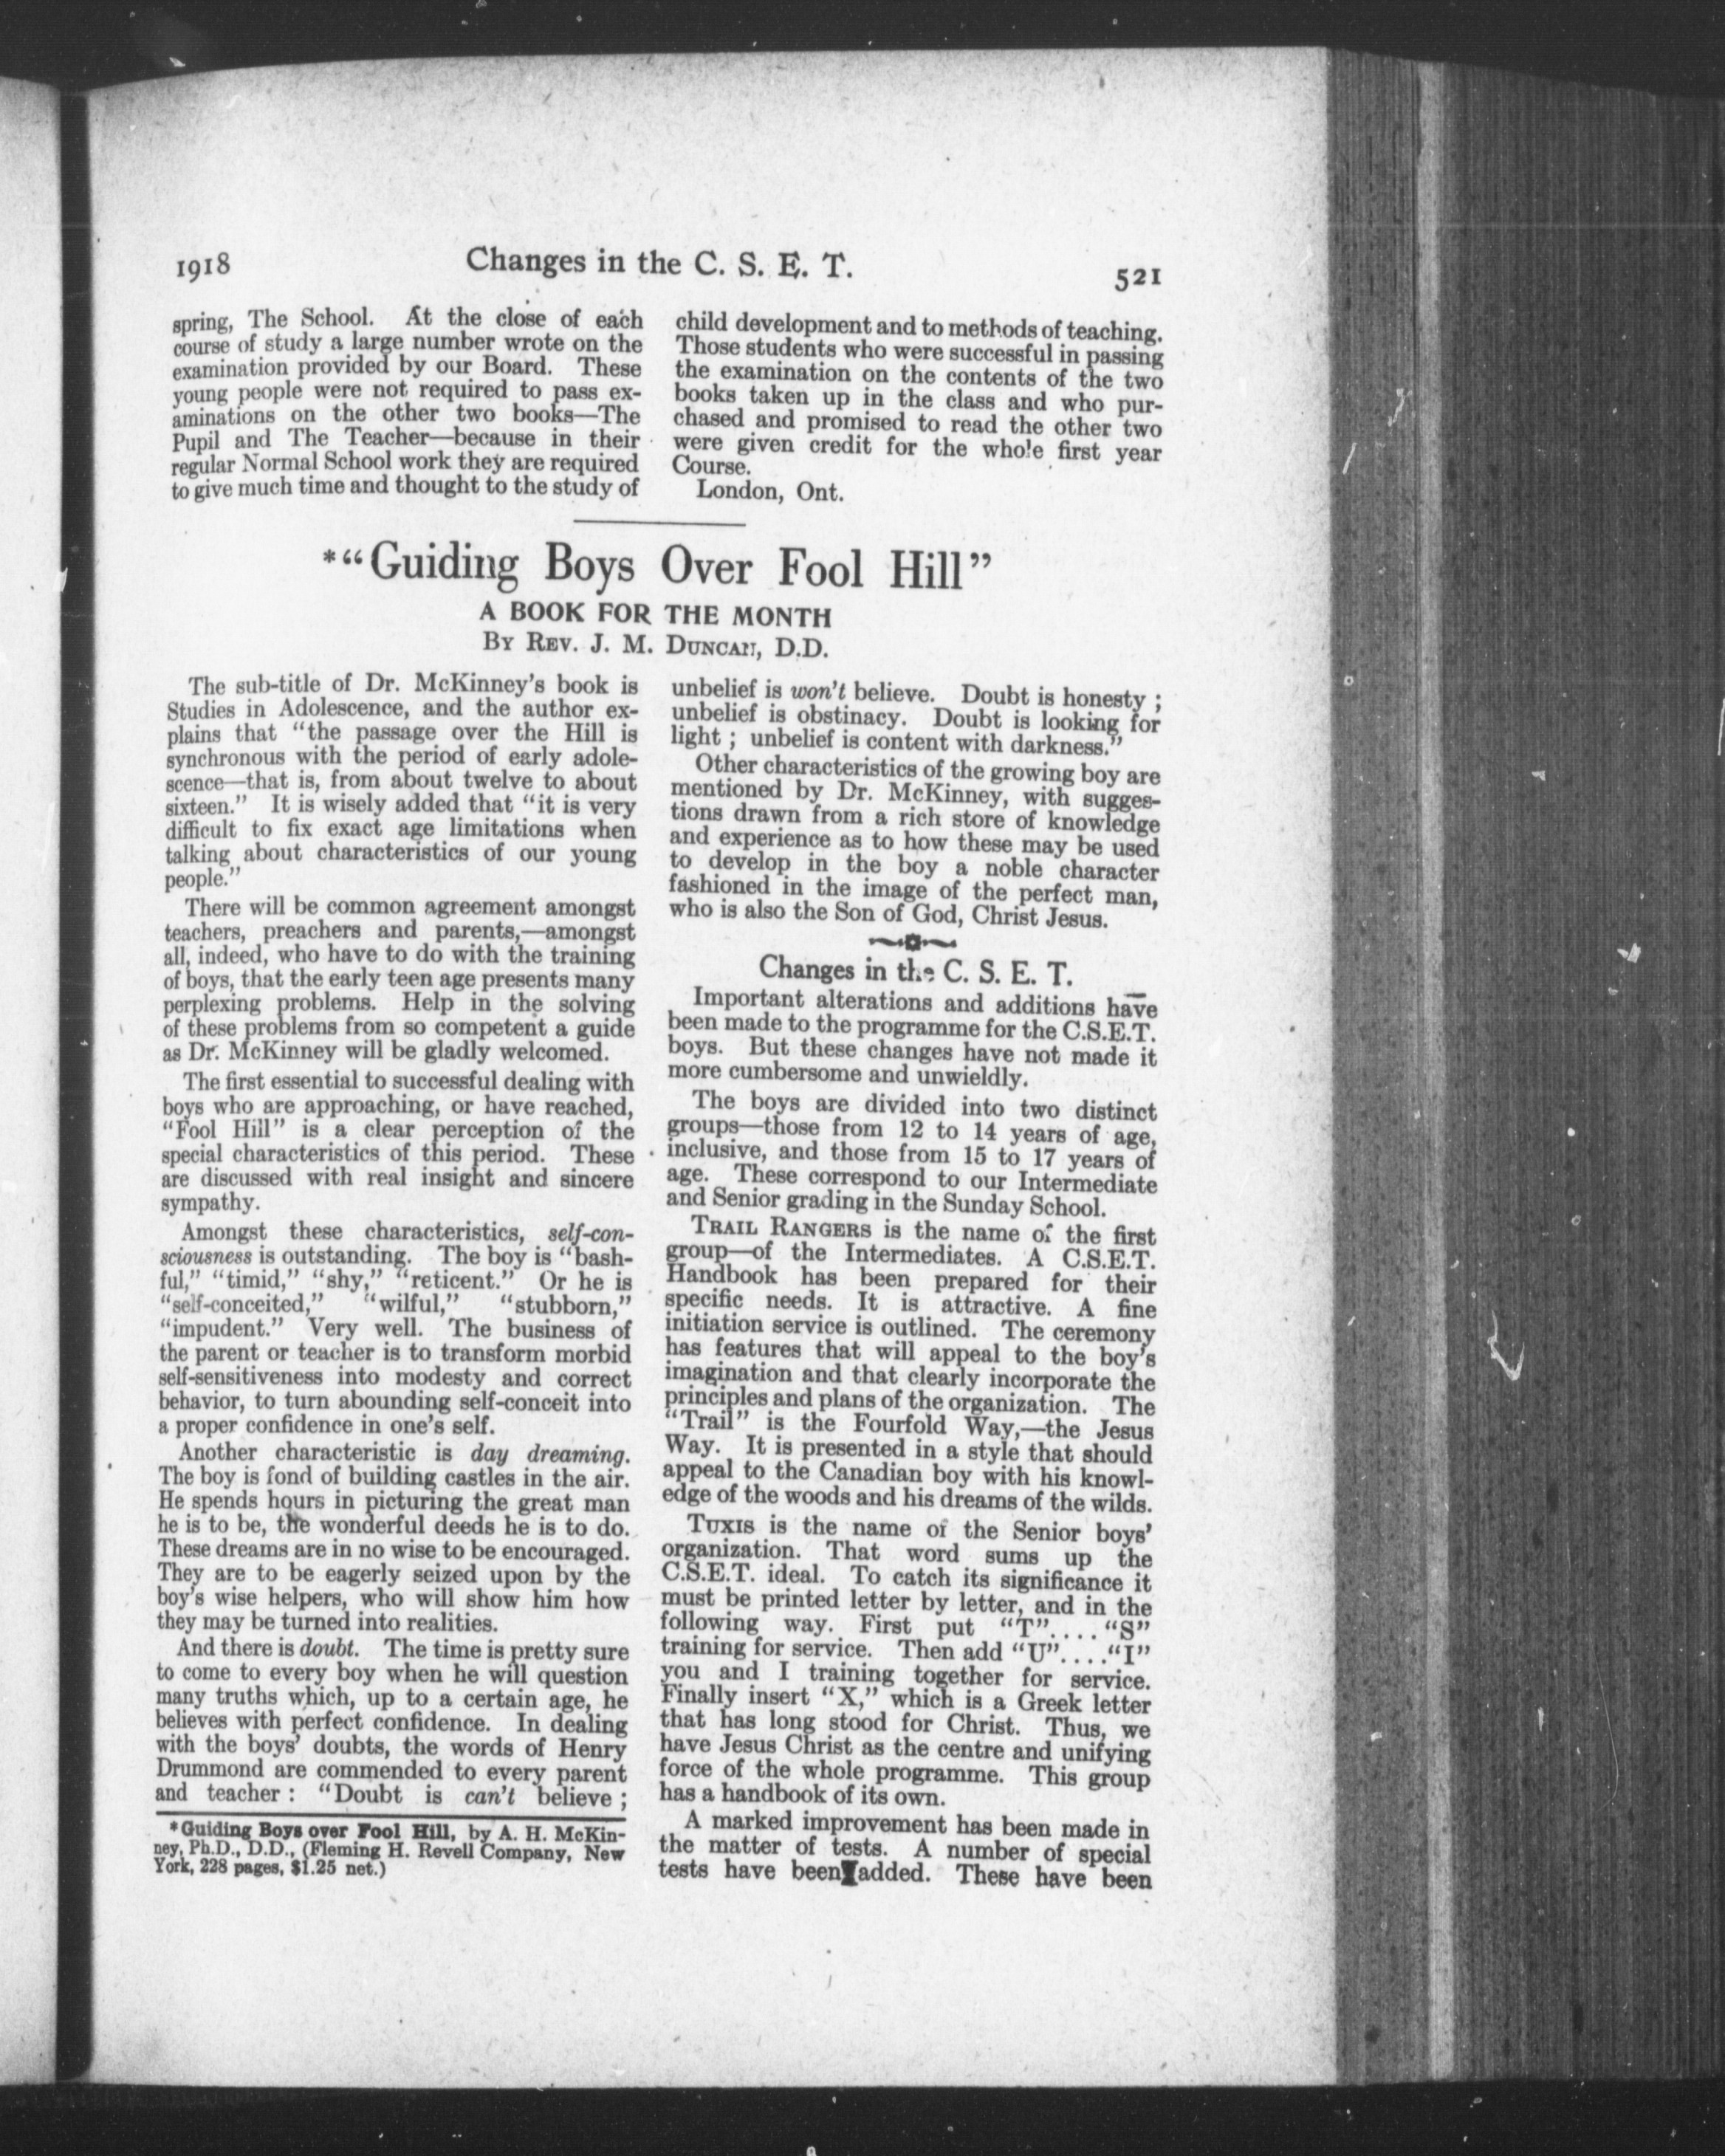 1918
Changes in the C. S. E. T.
521
spring, The School. At the close of each
course of study a large number wrote on the
examination provided by our Board. These
young people were not required to pass ex-
aminations on the other two books—The
Pupil and The Teacher—because in their
regular Normal School work they are required
to give much time and thought to the study of
child development and to methods of teaching.
Those students who were successful in passing
the examination on the contents of the two
books taken up in the class and who pur-
chased and promised to read the other two
were given credit for the whole first year
Course.
London, Ont.
*"Guiding Boys Over Fool Hill"
A BOOK FOR THE MONTH
By Rev. J. M. Duncan, D.D.
The sub-title of Dr. McKinney's book is
Studies in Adolescence, and the author ex-
plains that "the passage over the Hill is
synchronous with the period of early adole-
scence—that is, from about twelve to about
sixteen." It is wisely added that "it is very
difficult to fix exact age limitations when
talking about characteristics of our young
people."
There will be common agreement amongst
teachers, preachers and parents,—amongst
all, indeed, who have to do with the training
of boys, that the early teen age presents many
perplexing problems. Help in the solving
of these problems from so competent a guide
as Dr. McKinney will be gladly welcomed.
The first essential to successful dealing with
boys who are approaching, or have reached,
"Fool Hill" is a clear perception of the
special characteristics of this period. These
are discussed with real insight and sincere
sympathy.
Amongst these characteristics, self-con-
sciousness is outstanding. The boy is "bash-
ful," "timid," "shy," "reticent." Or he is
"self-conceited," "wilful," "stubborn,"
"impudent." Very well. The business of
the parent or teacher is to transform morbid
self-sensitiveness into modesty and correct
behavior, to turn abounding self-conceit into
a proper confidence in one's self.
Another characteristic is day dreaming.
The boy is fond of building castles in the air.
He spends hours in picturing the great man
he is to be, the wonderful deeds he is to do.
These dreams are in no wise to be encouraged.
They are to be eagerly seized upon by the
boy's wise helpers, who will show him how
they may be turned into realities.
And there is doubt. The time is pretty sure
to come to every boy when he will question
many truths which, up to a certain age, he
believes with perfect confidence. In dealing
with the boys' doubts, the words of Henry
Drummond are commended to every parent
and teacher : "Doubt is can't believe ;
*Guiding Boys over Fool Hill, by A. H. McKin-
ney, Ph.D., D.D., (Fleming H. Revell Company, New
York, 228 pages, $1.25 net.)
unbelief is won't believe. Doubt is honesty ;
unbelief is obstinacy. Doubt is looking for
light ; unbelief is content with darkness."
Other characteristics of the growing boy are
mentioned by Dr. McKinney, with sugges-
tions drawn from a rich store of knowledge
and experience as to how these may be used
to develop in the boy a noble character
fashioned in the image of the perfect man,
who is also the Son of God, Christ Jesus.
Changes in the C. S. E. T.
Important alterations and additions have
been made to the programme for the C.S.E.T.
boys. But these changes have not made it
more cumbersome and unwieldly.
The boys are divided into two distinct
groups—those from 12 to 14 years of age,
inclusive, and those from 15 to 17 years of
age. These correspond to our Intermediate
and Senior grading in the Sunday School.
Trail Rangers is the name of the first
group—of the Intermediates. A C.S.E.T.
Handbook has been prepared for their
specific needs. It is attractive. A fine
initiation service is outlined. The ceremony
has features that will appeal to the boy's
imagination and that clearly incorporate the
principles and plans of the organization. The
"Trail" is the Fourfold Way,—the Jesus
Way. It is presented in a style that should
appeal to the Canadian boy with his knowl-
edge of the woods and his dreams of the wilds.
Tuxis is the name of the Senior boys'
organization. That word sums up the
C.S.E.T. ideal. To catch its significance it
must be printed letter by letter, and in the
following way. First put "T"...."S"
training for service. Then add "U"...."I"
you and I training together for service.
Finally insert "X," which is a Greek letter
that has long stood for Christ. Thus, we
have Jesus Christ as the centre and unifying
force of the whole programme. This group
has a handbook of its own.
A marked improvement has been made in
the matter of tests. A number of special
tests have been added. These have been